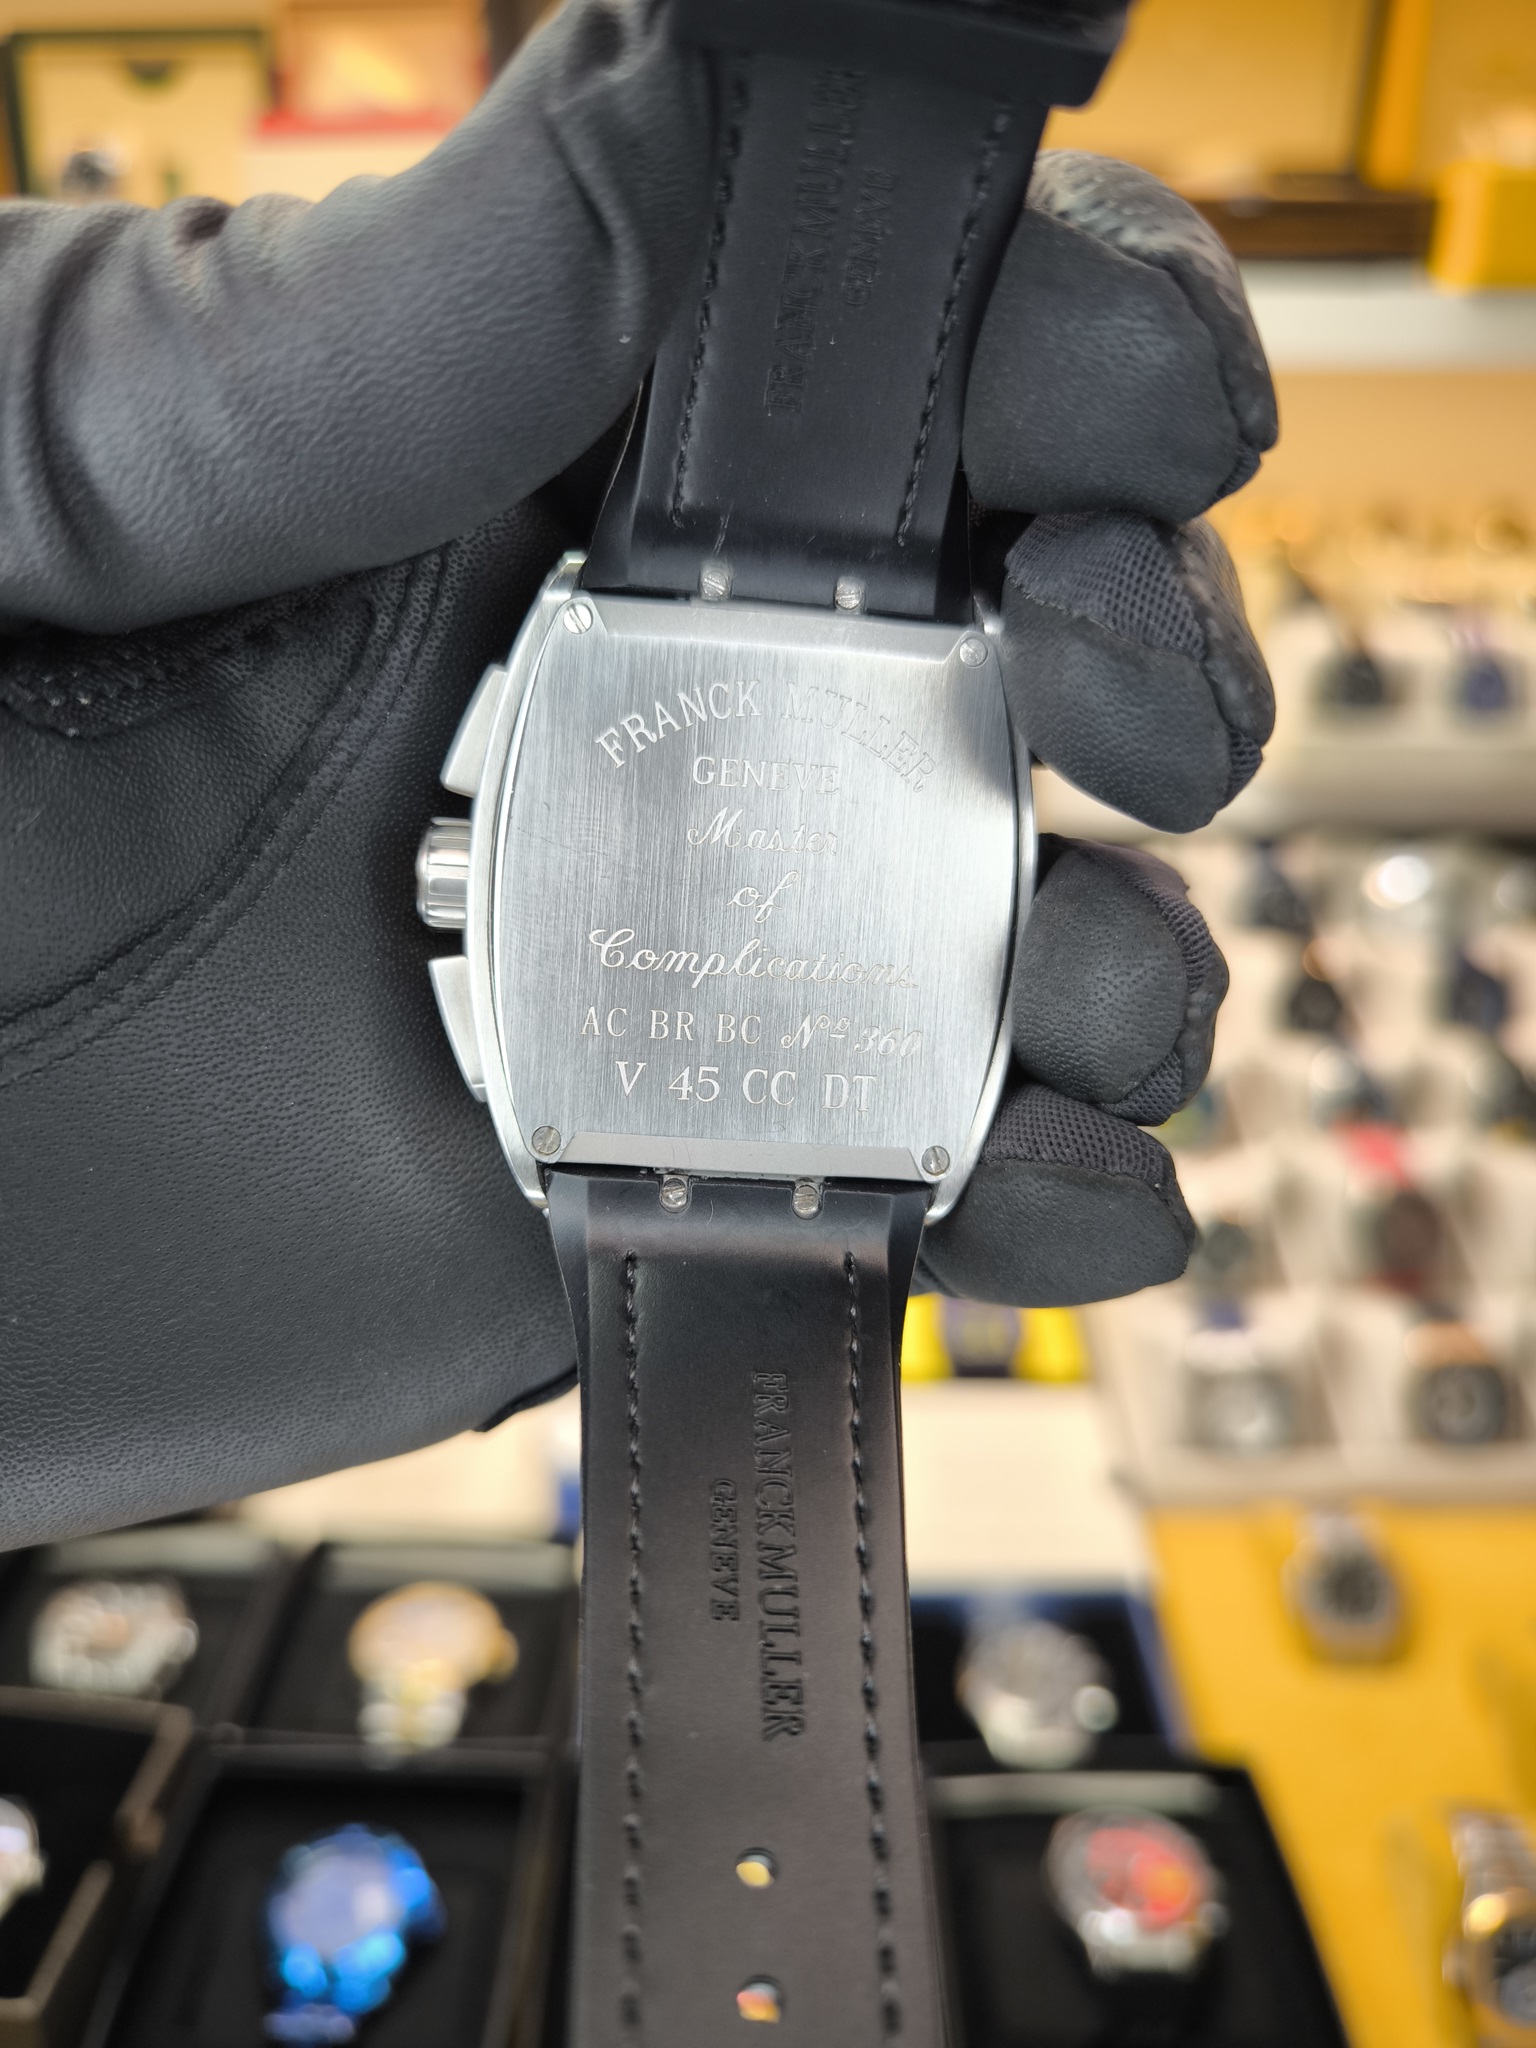 FRANCK MULLER
GENEVE
FRANCK MULLER
GENEVE
Master
of
Complications
AC BR BC Nº 360
V 45 CC DT
FRANCK MULLER
GENEVE